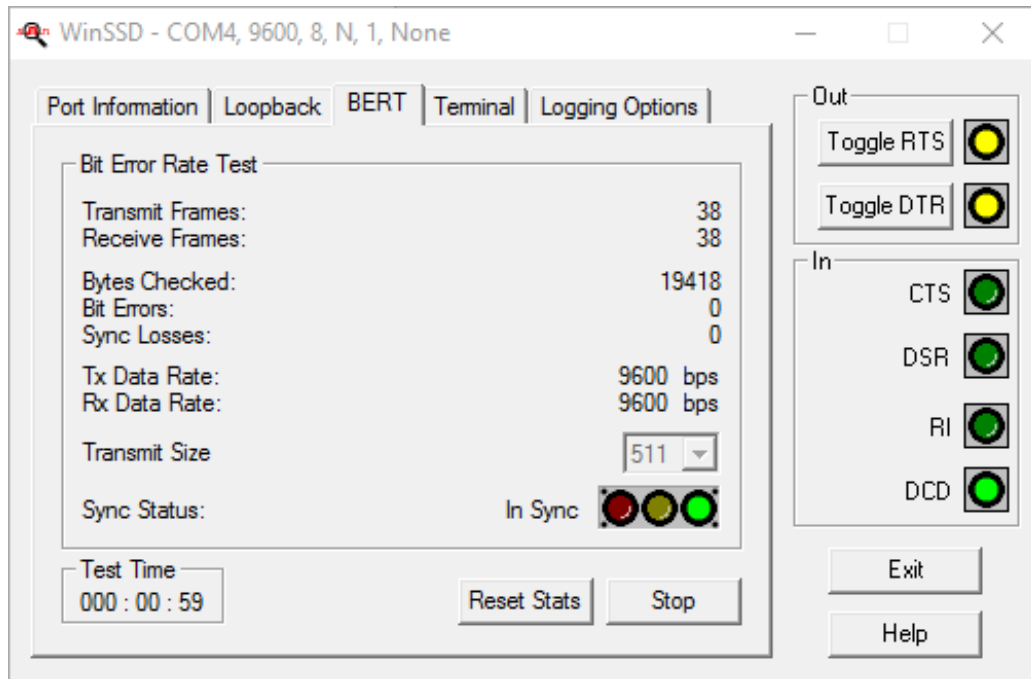 WinSSD - COM4, 9600, 8, N, 1, None
Port Information Loopback BERT Terminal Logging Options
Bit Error Rate Test
Transmit Frames: 38
Receive Frames: 38
Bytes Checked: 19418
Bit Errors: 0
Sync Losses: 0
Tx Data Rate: 9600 bps
Rx Data Rate: 9600 bps
Transmit Size 511
Sync Status: In Sync
Test Time
000 : 00 : 59
Reset Stats Stop
Out
Toggle RTS
Toggle DTR
In
CTS
DSR
RI
DCD
Exit
Help